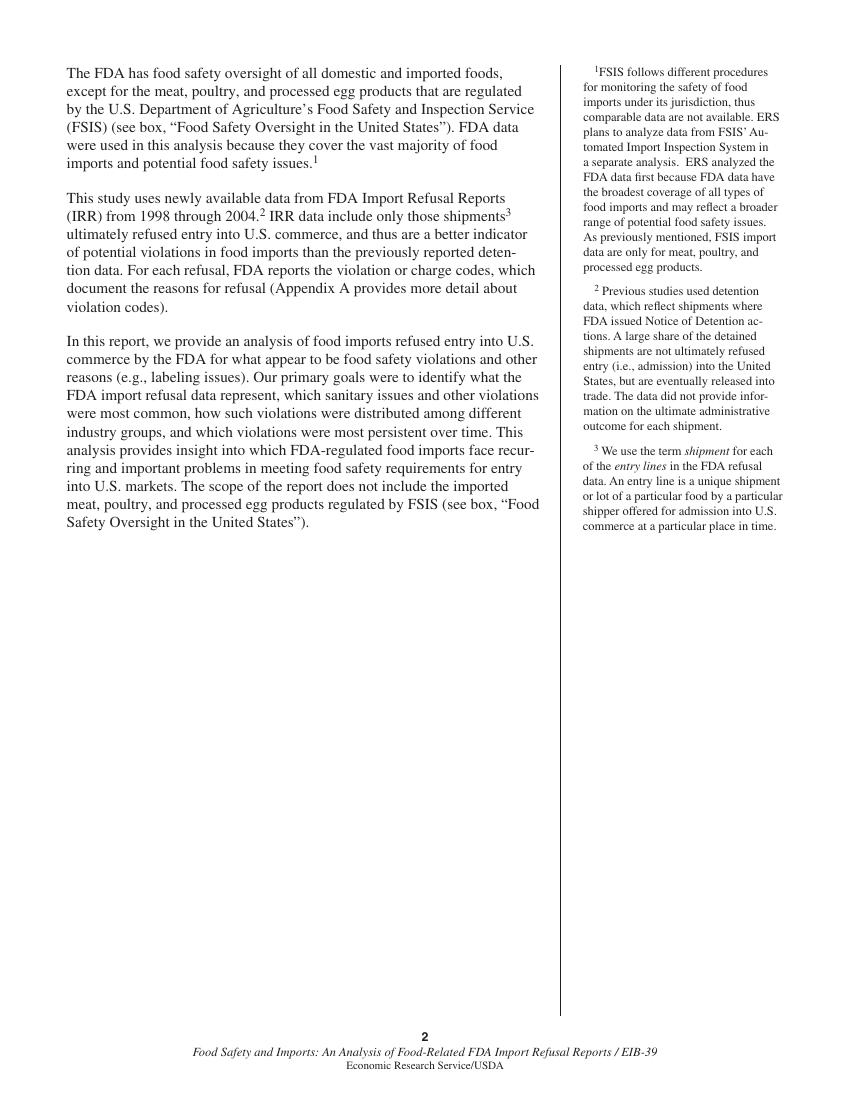 The FDA has food safety oversight of all domestic and imported foods,
except for the meat, poultry, and processed egg products that are regulated
by the U.S. Department of Agriculture’s Food Safety and Inspection Service
(FSIS) (see box, “Food Safety Oversight in the United States”). FDA data
were used in this analysis because they cover the vast majority of food
imports and potential food safety issues.1
This study uses newly available data from FDA Import Refusal Reports
(IRR) from 1998 through 2004.2 IRR data include only those shipments3
ultimately refused entry into U.S. commerce, and thus are a better indicator
of potential violations in food imports than the previously reported deten-
tion data. For each refusal, FDA reports the violation or charge codes, which
document the reasons for refusal (Appendix A provides more detail about
violation codes).
In this report, we provide an analysis of food imports refused entry into U.S.
commerce by the FDA for what appear to be food safety violations and other
reasons (e.g., labeling issues). Our primary goals were to identify what the
FDA import refusal data represent, which sanitary issues and other violations
were most common, how such violations were distributed among different
industry groups, and which violations were most persistent over time. This
analysis provides insight into which FDA-regulated food imports face recur-
ring and important problems in meeting food safety requirements for entry
into U.S. markets. The scope of the report does not include the imported
meat, poultry, and processed egg products regulated by FSIS (see box, “Food
Safety Oversight in the United States”).
1FSIS follows different procedures
for monitoring the safety of food
imports under its jurisdiction, thus
comparable data are not available. ERS
plans to analyze data from FSIS’ Au-
tomated Import Inspection System in
a separate analysis.  ERS analyzed the
FDA data first because FDA data have
the broadest coverage of all types of
food imports and may reflect a broader
range of potential food safety issues.
As previously mentioned, FSIS import
data are only for meat, poultry, and
processed egg products.
2 Previous studies used detention
data, which reflect shipments where
FDA issued Notice of Detention ac-
tions. A large share of the detained
shipments are not ultimately refused
entry (i.e., admission) into the United
States, but are eventually released into
trade. The data did not provide infor-
mation on the ultimate administrative
outcome for each shipment.
3 We use the term shipment for each
of the entry lines in the FDA refusal
data. An entry line is a unique shipment
or lot of a particular food by a particular
shipper offered for admission into U.S.
commerce at a particular place in time.
2
Food Safety and Imports: An Analysis of Food-Related FDA Import Refusal Reports / EIB-39
Economic Research Service/USDA